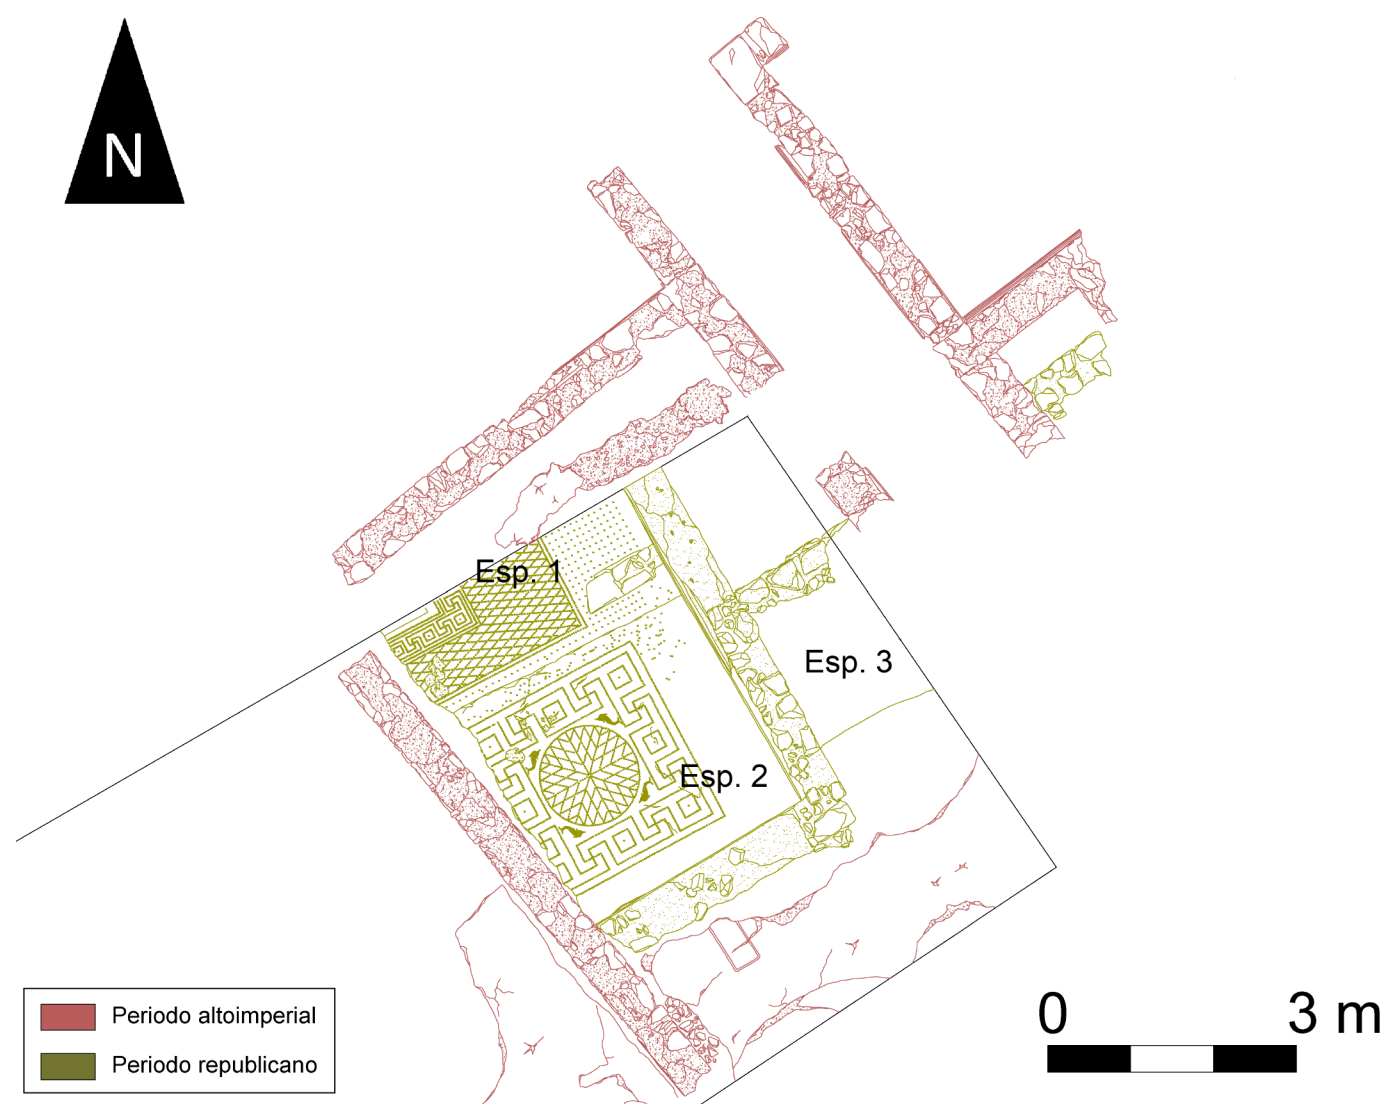 N
Esp. 1
Esp. 3
Esp. 2
Periodo altoimperial
Periodo republicano
0 3 m